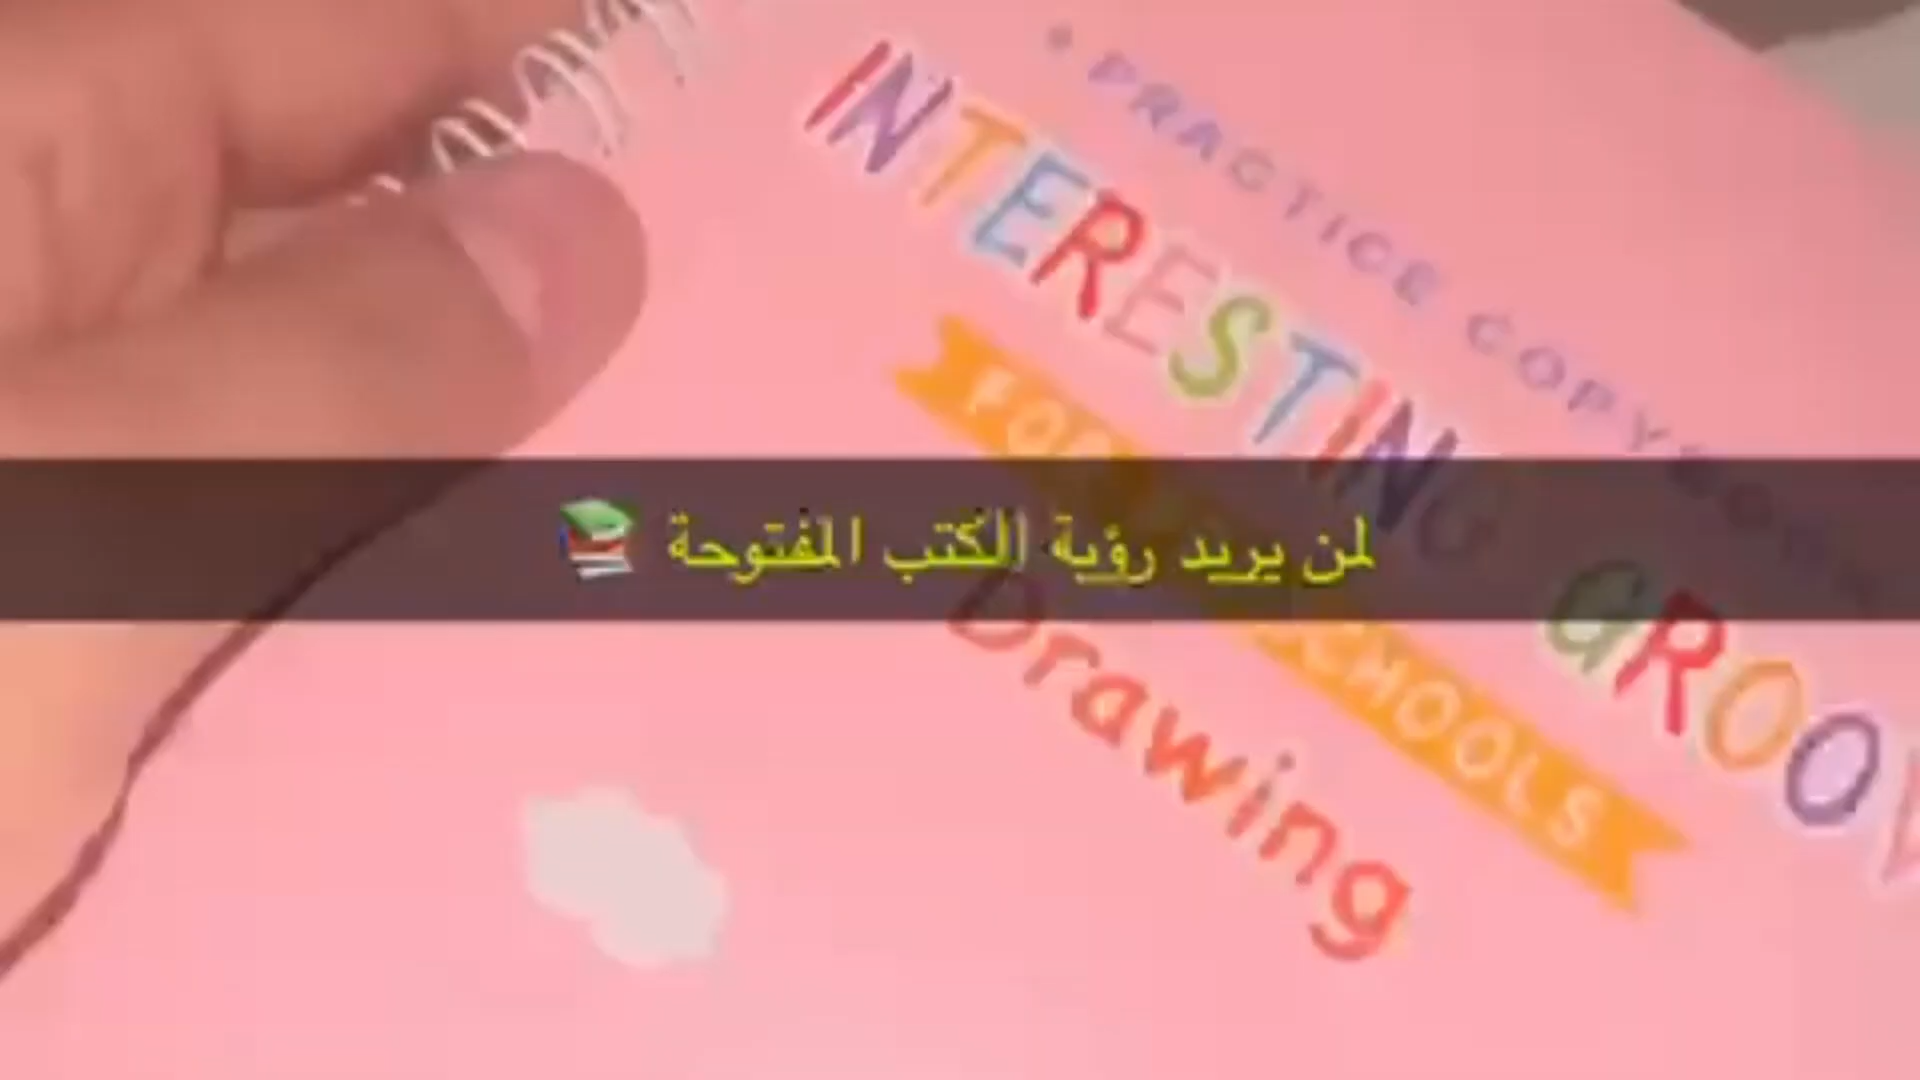 • PRACTICE COPYBOOK
INTERESTING GROOV
FOR SCHOOLS
لمن يريد رؤية الكتب المفتوحة 📚
Drawing